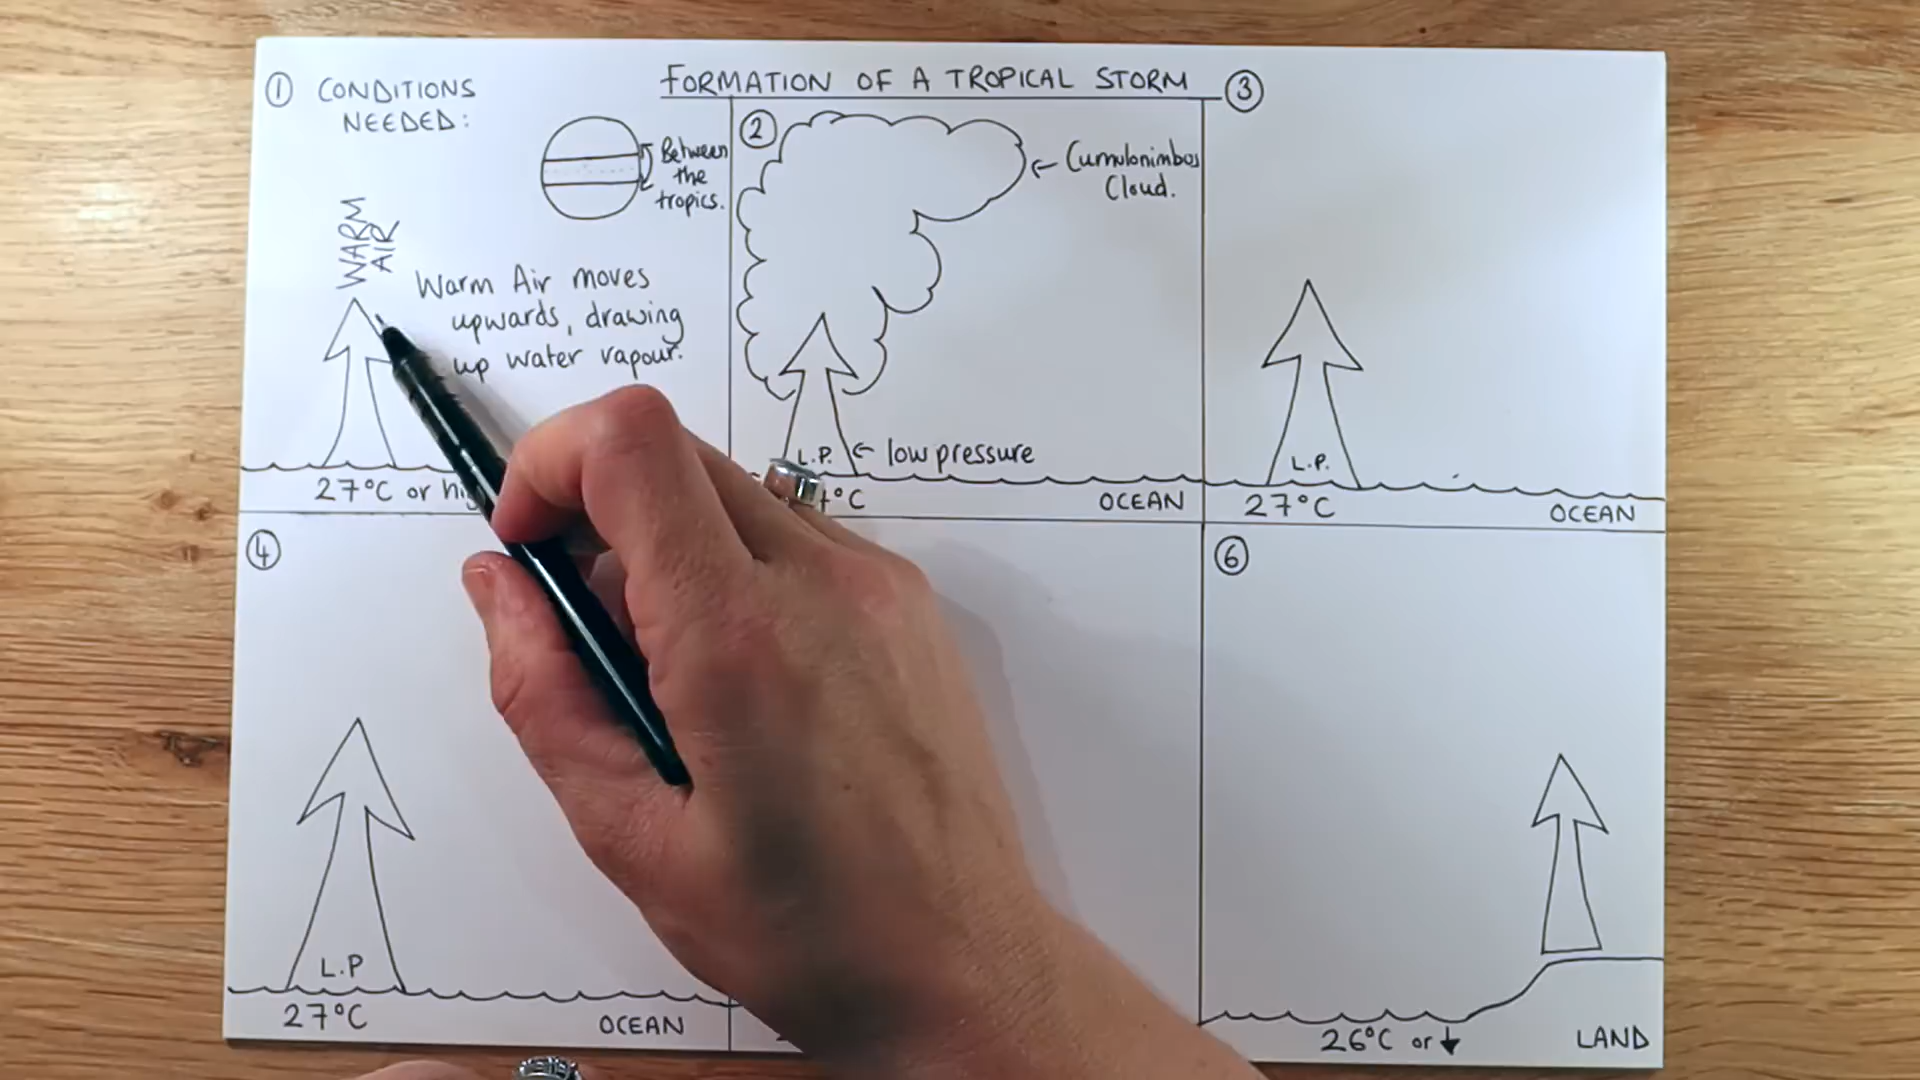 FORMATION OF A TROPICAL STORM
① CONDITIONS
NEEDED:
Between
the
tropics.
WARM
AIR
Warm Air moves
upwards, drawing
up water vapour.
27°C or
②
Cumulonimbos
Cloud.
L.P.
low pressure
°C
OCEAN
③
L.P.
27°C
OCEAN
④
L.P
27°C
OCEAN
⑥
26°C or ↓
LAND